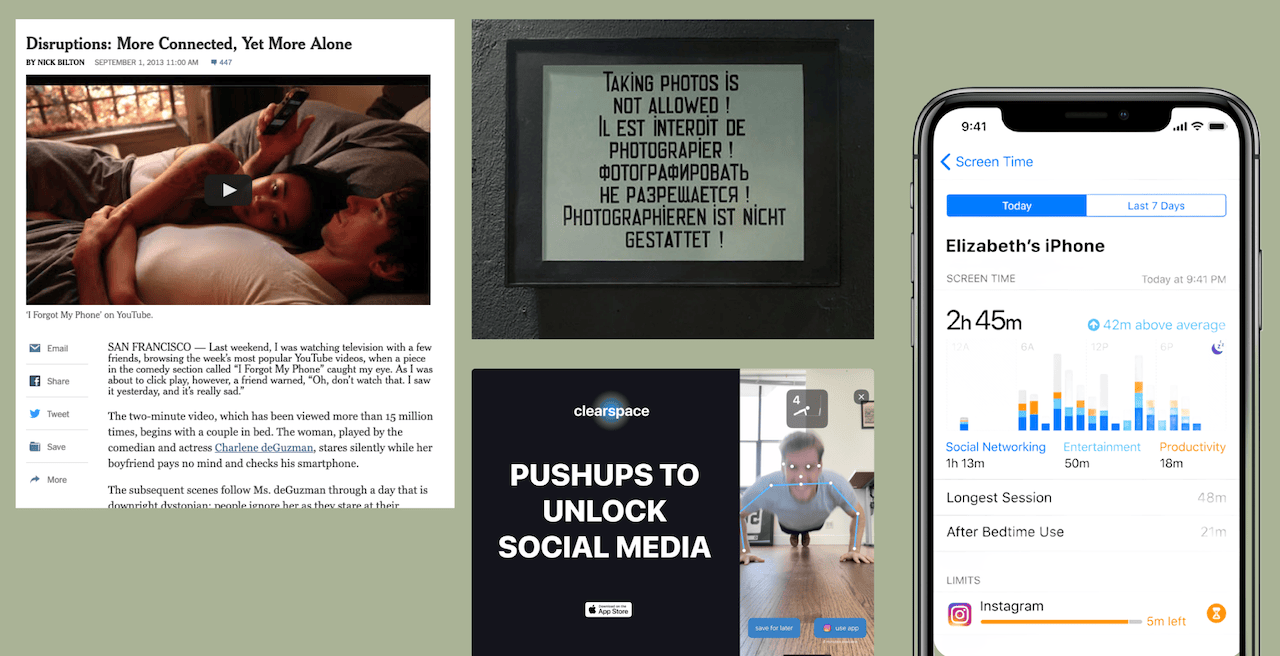 Disruptions: More Connected, Yet More Alone
BY NICK BILTON SEPTEMBER 1, 2013 11:00 AM 447
'I Forgot My Phone' on YouTube.
Email
Share
Tweet
Save
More
SAN FRANCISCO — Last weekend, I was watching television with a few
friends, browsing the week's most popular YouTube videos, when a piece
in the comedy section called "I Forgot My Phone" caught my eye. As I was
about to click play, however, a friend warned, "Oh, don't watch that. I saw
it yesterday, and it's really sad."
The two-minute video, which has been viewed more than 15 million
times, begins with a couple in bed. The woman, played by the
comedian and actress Charlene deGuzman, stares silently while her
boyfriend pays no mind and checks his smartphone.
The subsequent scenes follow Ms. deGuzman through a day that is
downright dystopian: people ignore her as they stare at their
TAKING PHOTOS IS
NOT ALLOWED !
IL EST INTERDIT DE
PHOTOGRAPIER !
ФОТОГРАФИРОВАТЬ
НЕ РАЗРЕШАЕТСЯ !
PHOTOGRAPHIEREN IST NICHT
GESTATTET !
clearspace
PUSHUPS TO
UNLOCK
SOCIAL MEDIA
Download on the
App Store
4
save for later
use app
9:41
Screen Time
Today Last 7 Days
Elizabeth's iPhone
SCREEN TIME Today at 9:41 PM
2h 45m 42m above average
12A 6A 12P 6P
Social Networking Entertainment Productivity
1h 13m 50m 18m
Longest Session 48m
After Bedtime Use 21m
LIMITS
Instagram
5m left